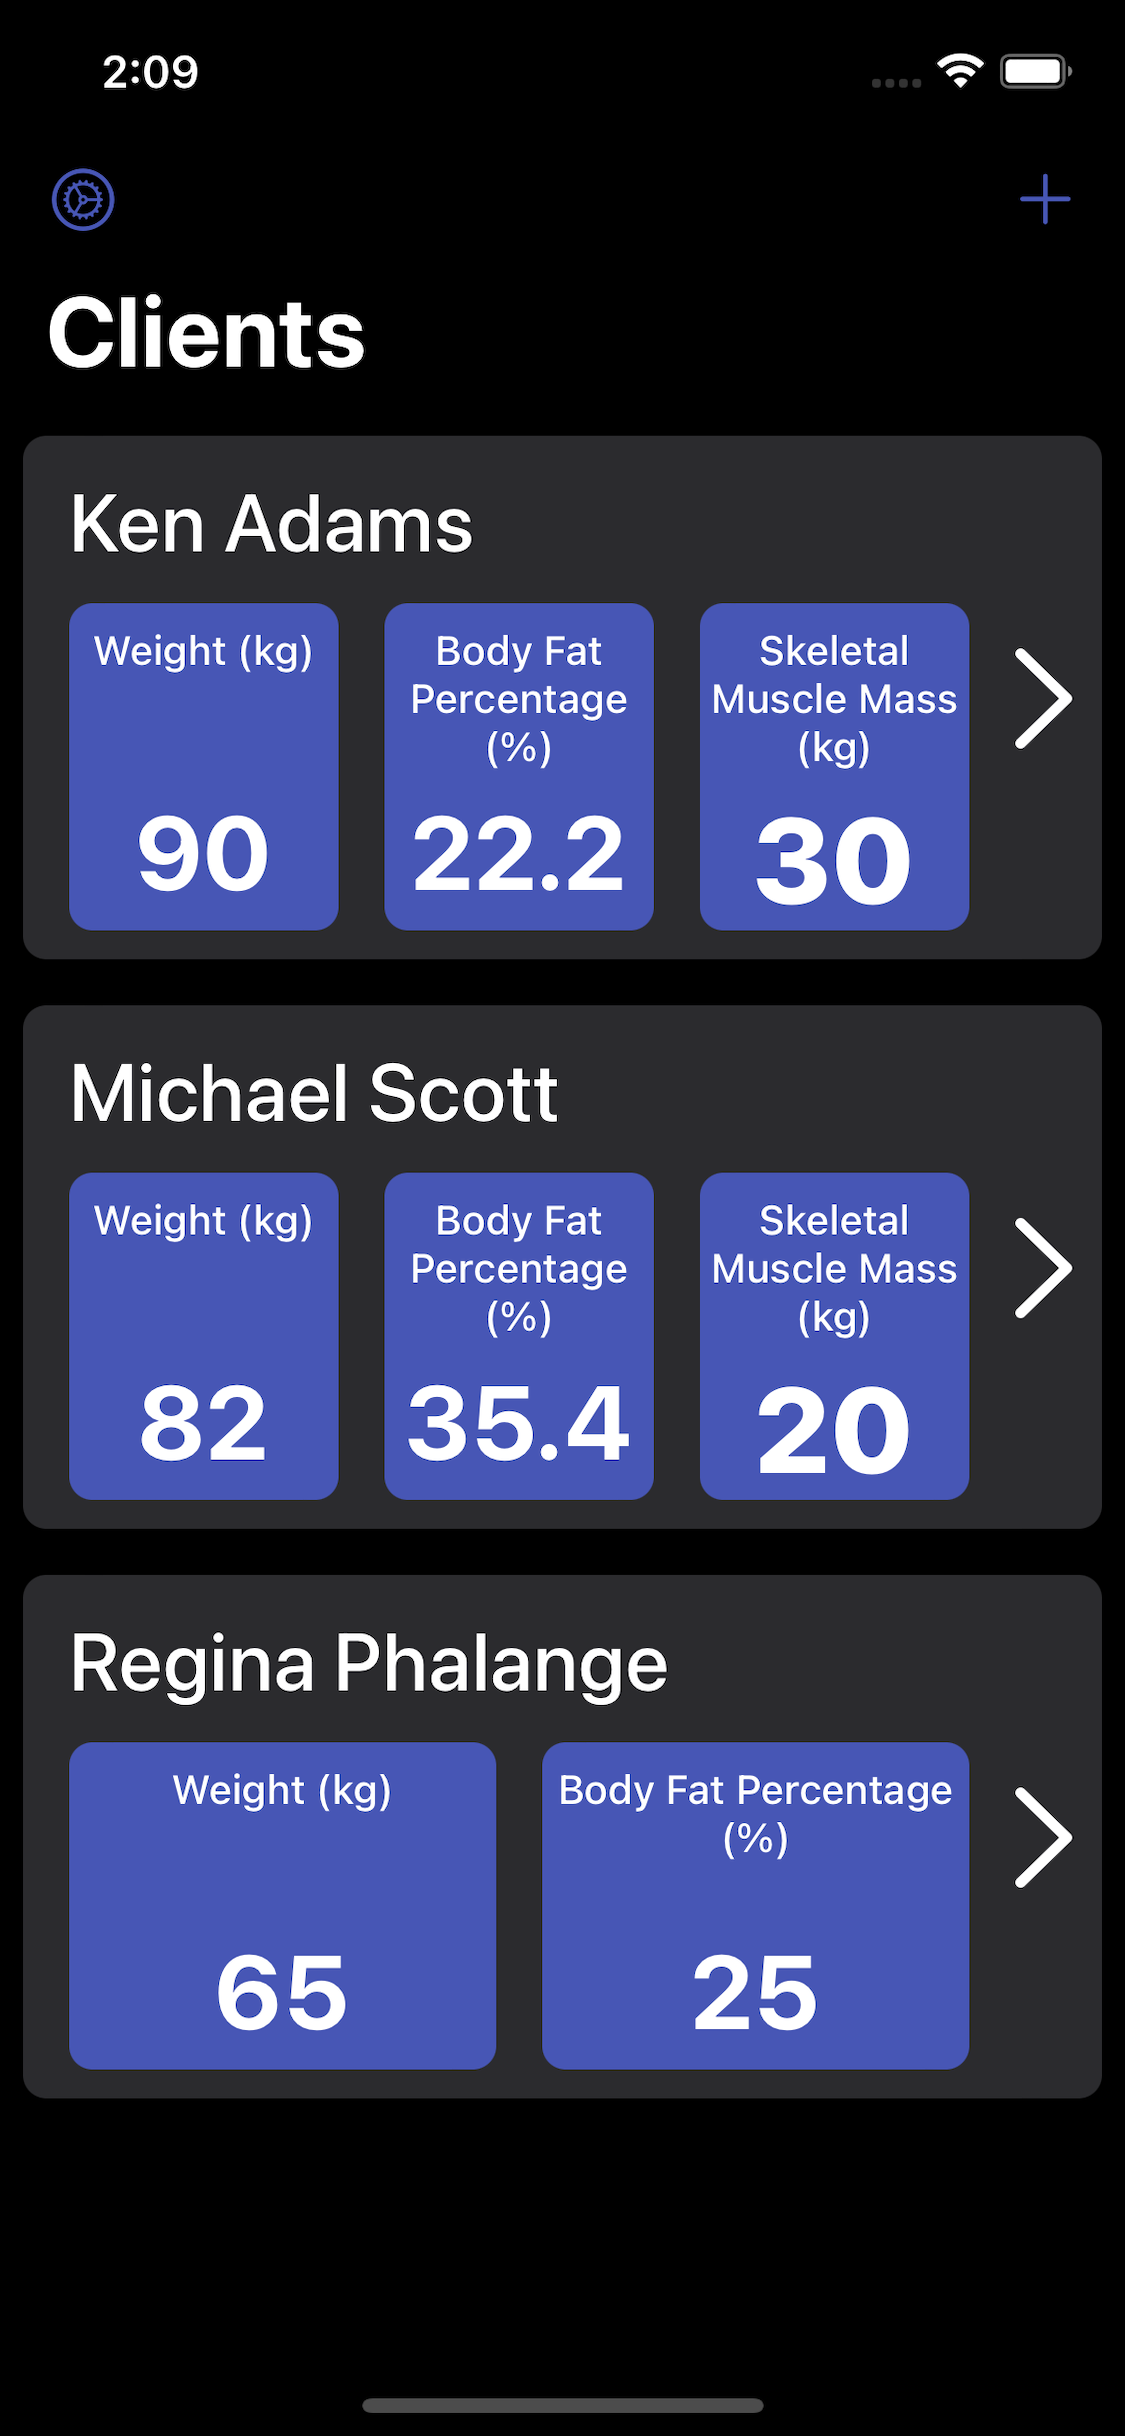 2:09
Clients
Ken Adams
Weight (kg)
90
Body Fat
Percentage
(%)
22.2
Skeletal
Muscle Mass
(kg)
30
Michael Scott
Weight (kg)
82
Body Fat
Percentage
(%)
35.4
Skeletal
Muscle Mass
(kg)
20
Regina Phalange
Weight (kg)
65
Body Fat Percentage
(%)
25